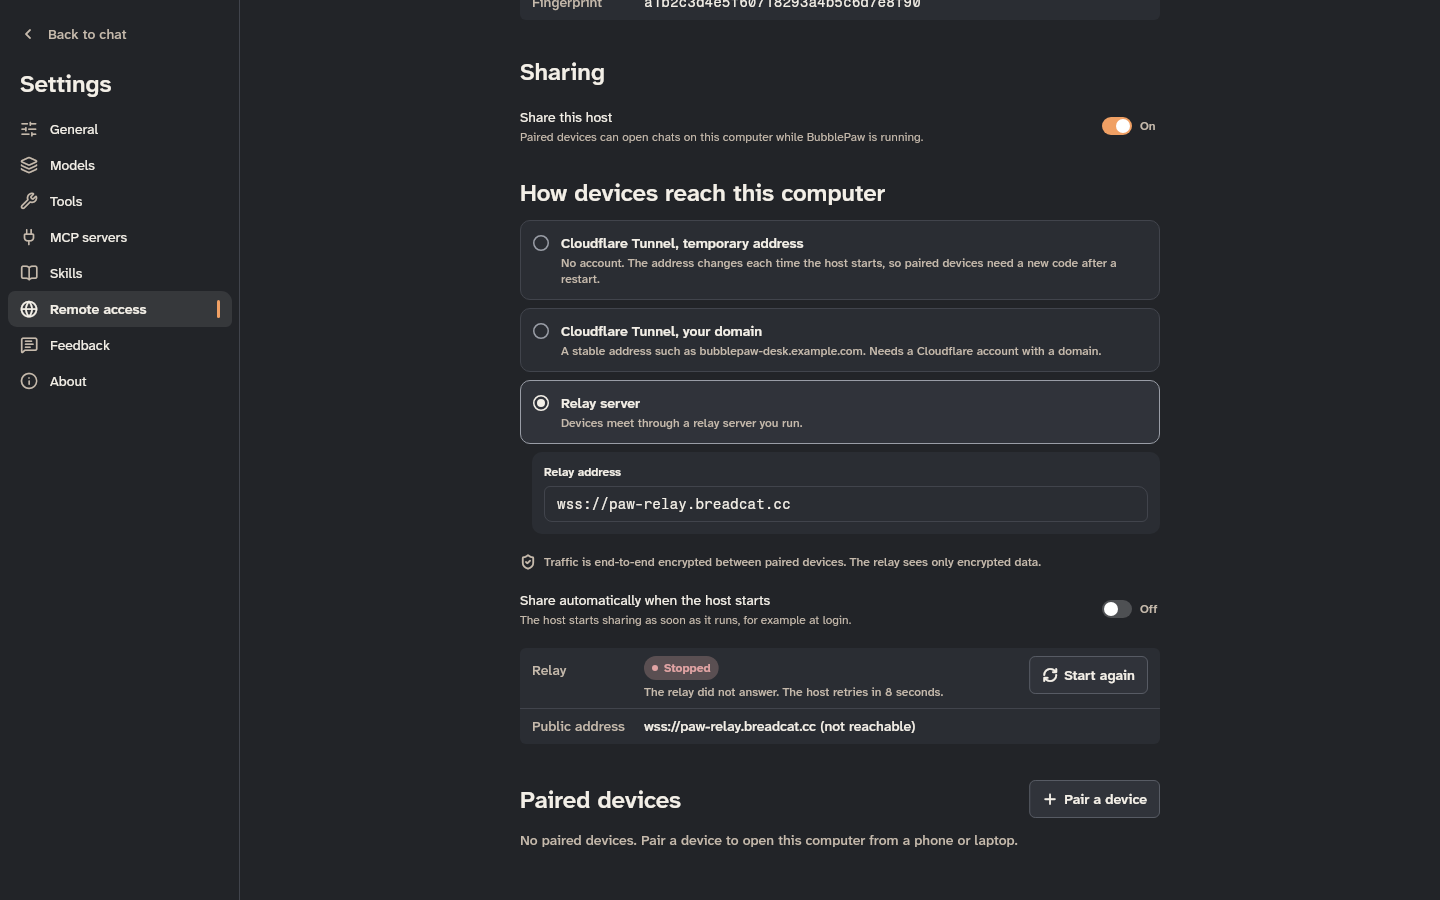 Back to chat
Settings
General
Models
Tools
MCP servers
Skills
Remote access
Feedback
About
Fingerprint a1b2c3d4e5f60718293a4b5c6d7e8f90
Sharing
Share this host
Paired devices can open chats on this computer while BubblePaw is running.
On
How devices reach this computer
Cloudflare Tunnel, temporary address
No account. The address changes each time the host starts, so paired devices need a new code after a
restart.
Cloudflare Tunnel, your domain
A stable address such as bubblepaw-desk.example.com. Needs a Cloudflare account with a domain.
Relay server
Devices meet through a relay server you run.
Relay address
wss://paw-relay.breadcat.cc
Traffic is end-to-end encrypted between paired devices. The relay sees only encrypted data.
Share automatically when the host starts
The host starts sharing as soon as it runs, for example at login.
Off
Relay
Stopped
The relay did not answer. The host retries in 8 seconds.
Start again
Public address wss://paw-relay.breadcat.cc (not reachable)
Paired devices
Pair a device
No paired devices. Pair a device to open this computer from a phone or laptop.